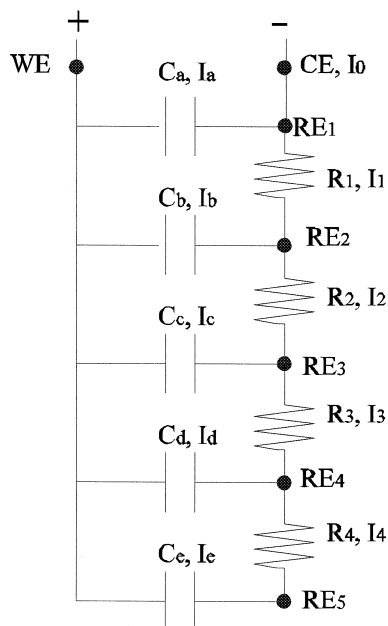 + −
WE Ca, Ia CE, I0
RE1
R1, I1
Cb, Ib RE2
R2, I2
Cc, Ic
RE3
R3, I3
Cd, Id
RE4
R4, I4
Ce, Ie
RE5